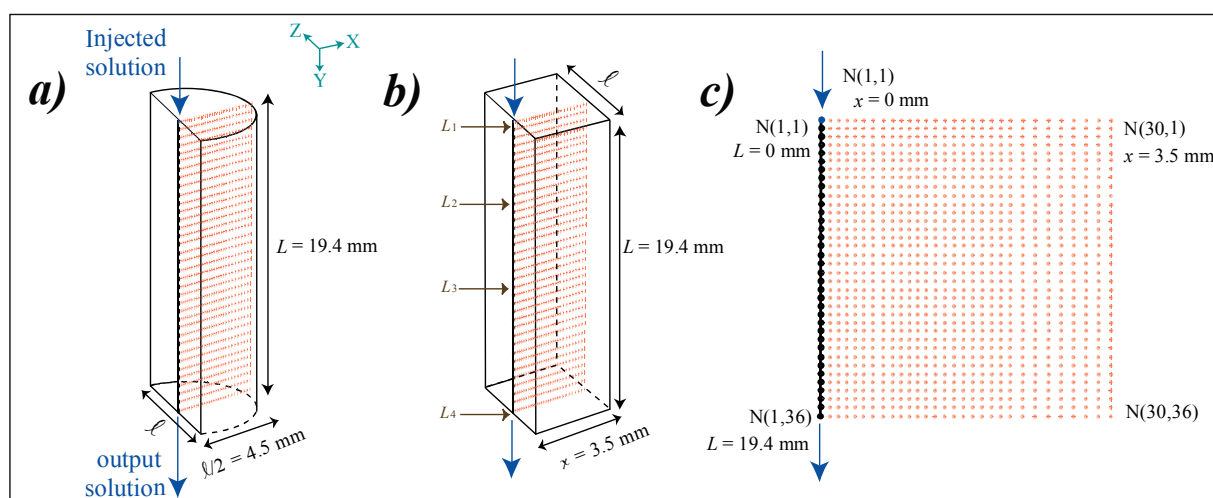 a)
Injected
solution
Z
X
Y
L = 19.4 mm
ℓ
ℓ/2 = 4.5 mm
output
solution
b)
ℓ
L1
L2
L3
L4
L = 19.4 mm
x = 3.5 mm
c)
N(1,1)
x = 0 mm
N(1,1)
L = 0 mm
N(30,1)
x = 3.5 mm
N(1,36)
L = 19.4 mm
N(30,36)